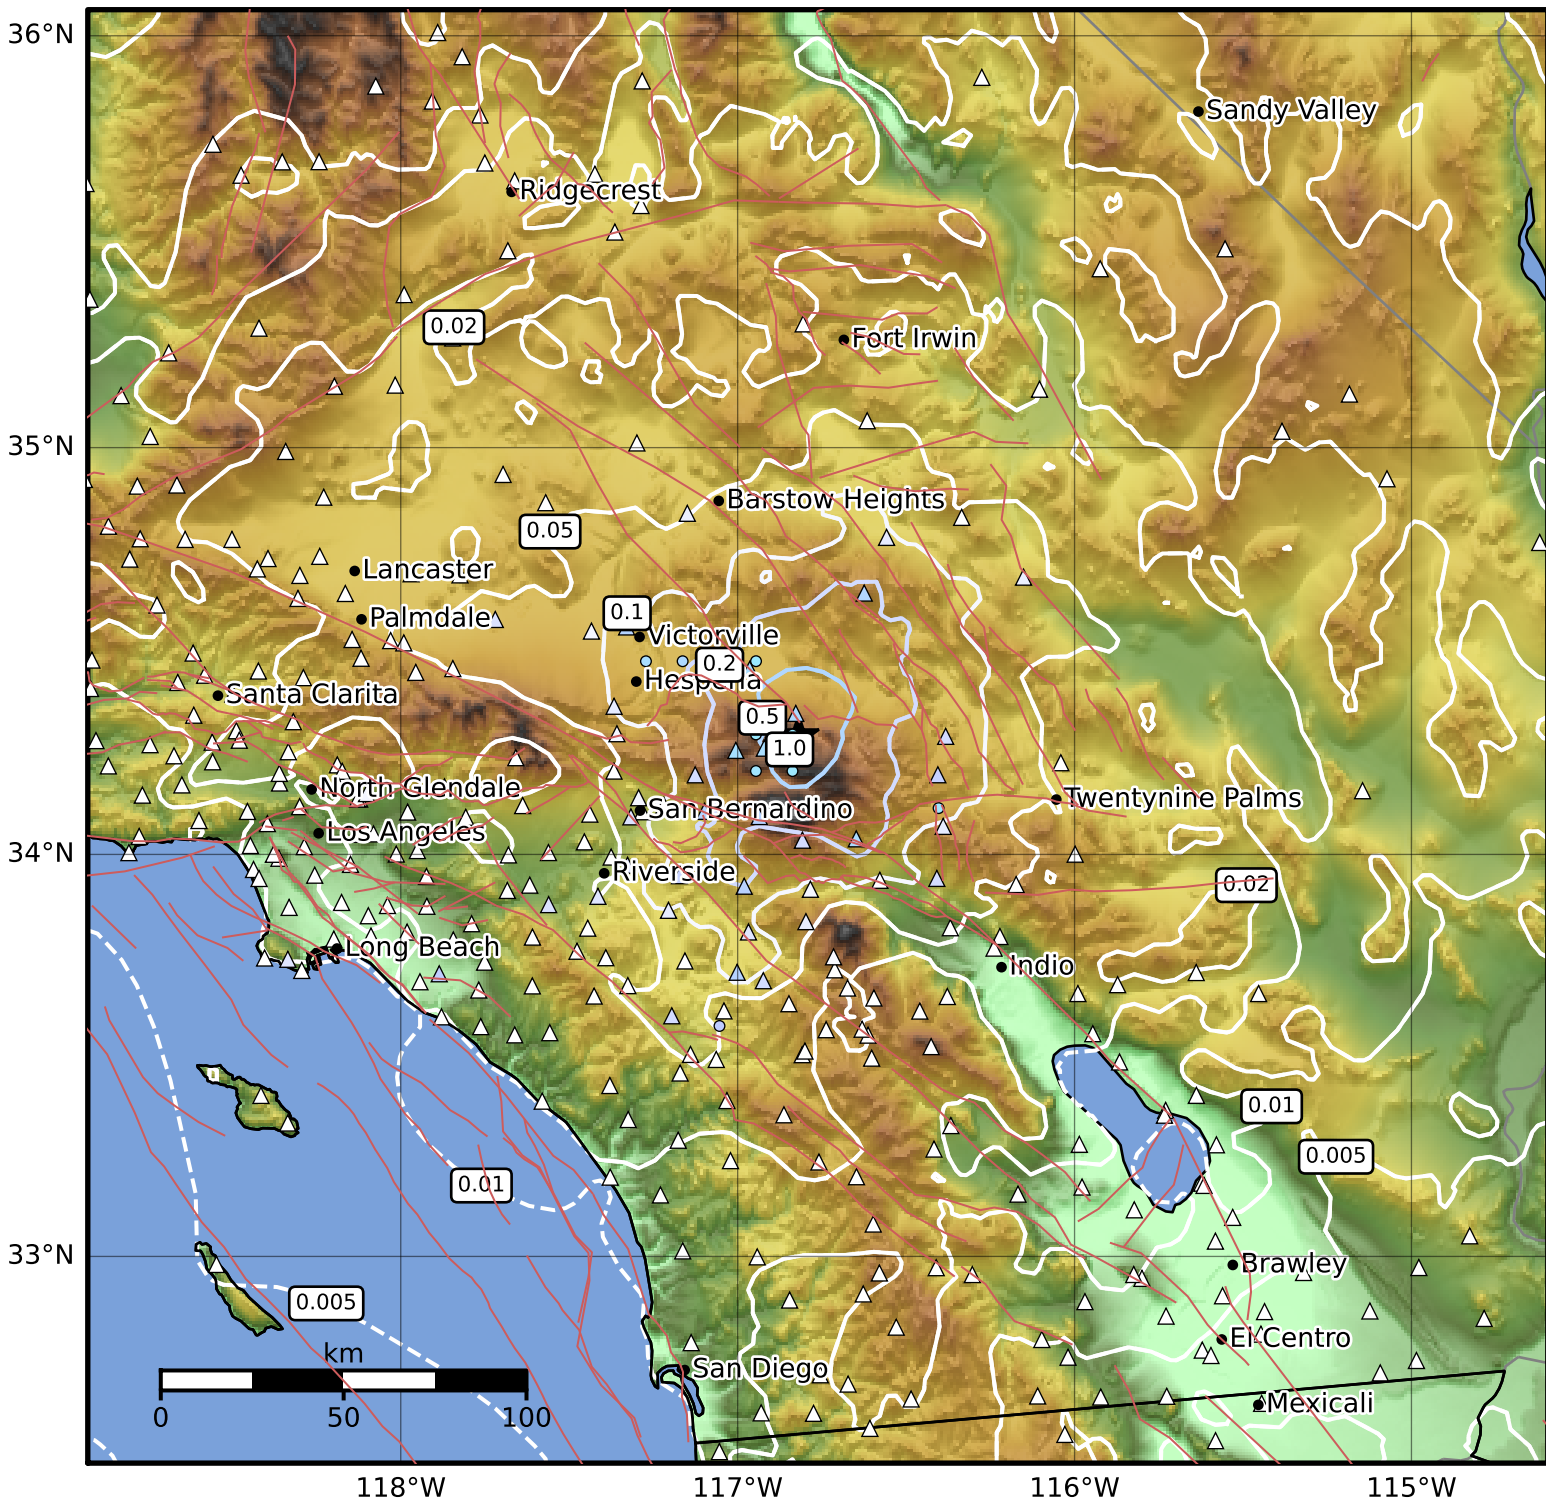 36°N
Sandy Valley
Ridgecrest
0.02
Fort Irwin
35°N
Barstow Heights
0.05
Lancaster
Palmdale
0.1
Victorville
0.2
Hesperia
Santa Clarita
0.5
1.0
North Glendale
San Bernardino
Twentynine Palms
Los Angeles
34°N
Riverside
0.02
Long Beach
Indio
0.01
0.005
0.01
33°N
Brawley
0.005
El Centro
km
San Diego
Mexicali
0 50 100
118°W 117°W 116°W 115°W